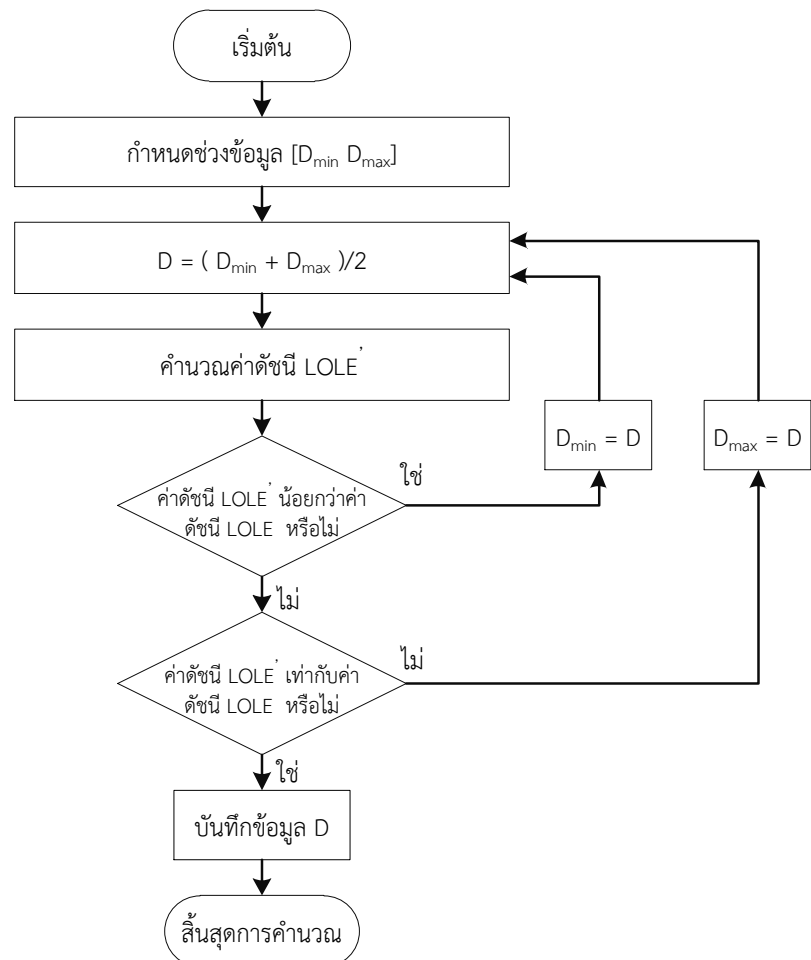 เริ่มต้น
กำหนดช่วงข้อมูล [Dmin Dmax]
D = ( Dmin + Dmax )/2
คำนวณค่าดัชนี LOLE'
Dmin = D
Dmax = D
ค่าดัชนี LOLE' น้อยกว่าค่า
ดัชนี LOLE หรือไม่
ใช่
ไม่
ค่าดัชนี LOLE' เท่ากับค่า
ดัชนี LOLE หรือไม่
ไม่
ใช่
บันทึกข้อมูล D
สิ้นสุดการคำนวณ